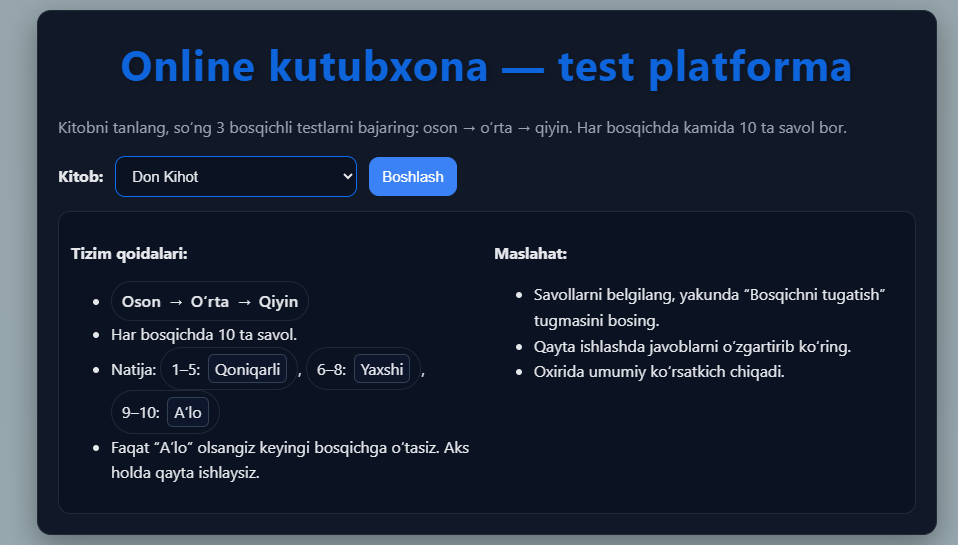 Online kutubxona — test platforma
Kitobni tanlang, so‘ng 3 bosqichli testlarni bajaring: oson → o‘rta → qiyin. Har bosqichda kamida 10 ta savol bor.
Kitob: Don Kihot Boshlash
Tizim qoidalari:
Oson → O‘rta → Qiyin
Har bosqichda 10 ta savol.
Natija: 1–5: Qoniqarli , 6–8: Yaxshi ,
9–10: A’lo
Faqat “A’lo” olsangiz keyingi bosqichga o‘tasiz. Aks
holda qayta ishlaysiz.
Maslahat:
Savollarni belgilang, yakunda “Bosqichni tugatish”
tugmasini bosing.
Qayta ishlashda javoblarni o‘zgartirib ko‘ring.
Oxirida umumiy ko‘rsatkich chiqadi.